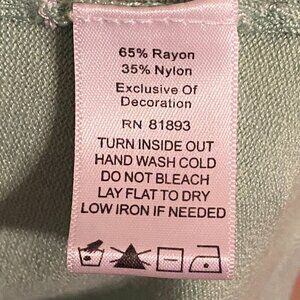 65% Rayon
35% Nylon
Exclusive Of
Decoration
RN 81893
TURN INSIDE OUT
HAND WASH COLD
DO NOT BLEACH
LAY FLAT TO DRY
LOW IRON IF NEEDED